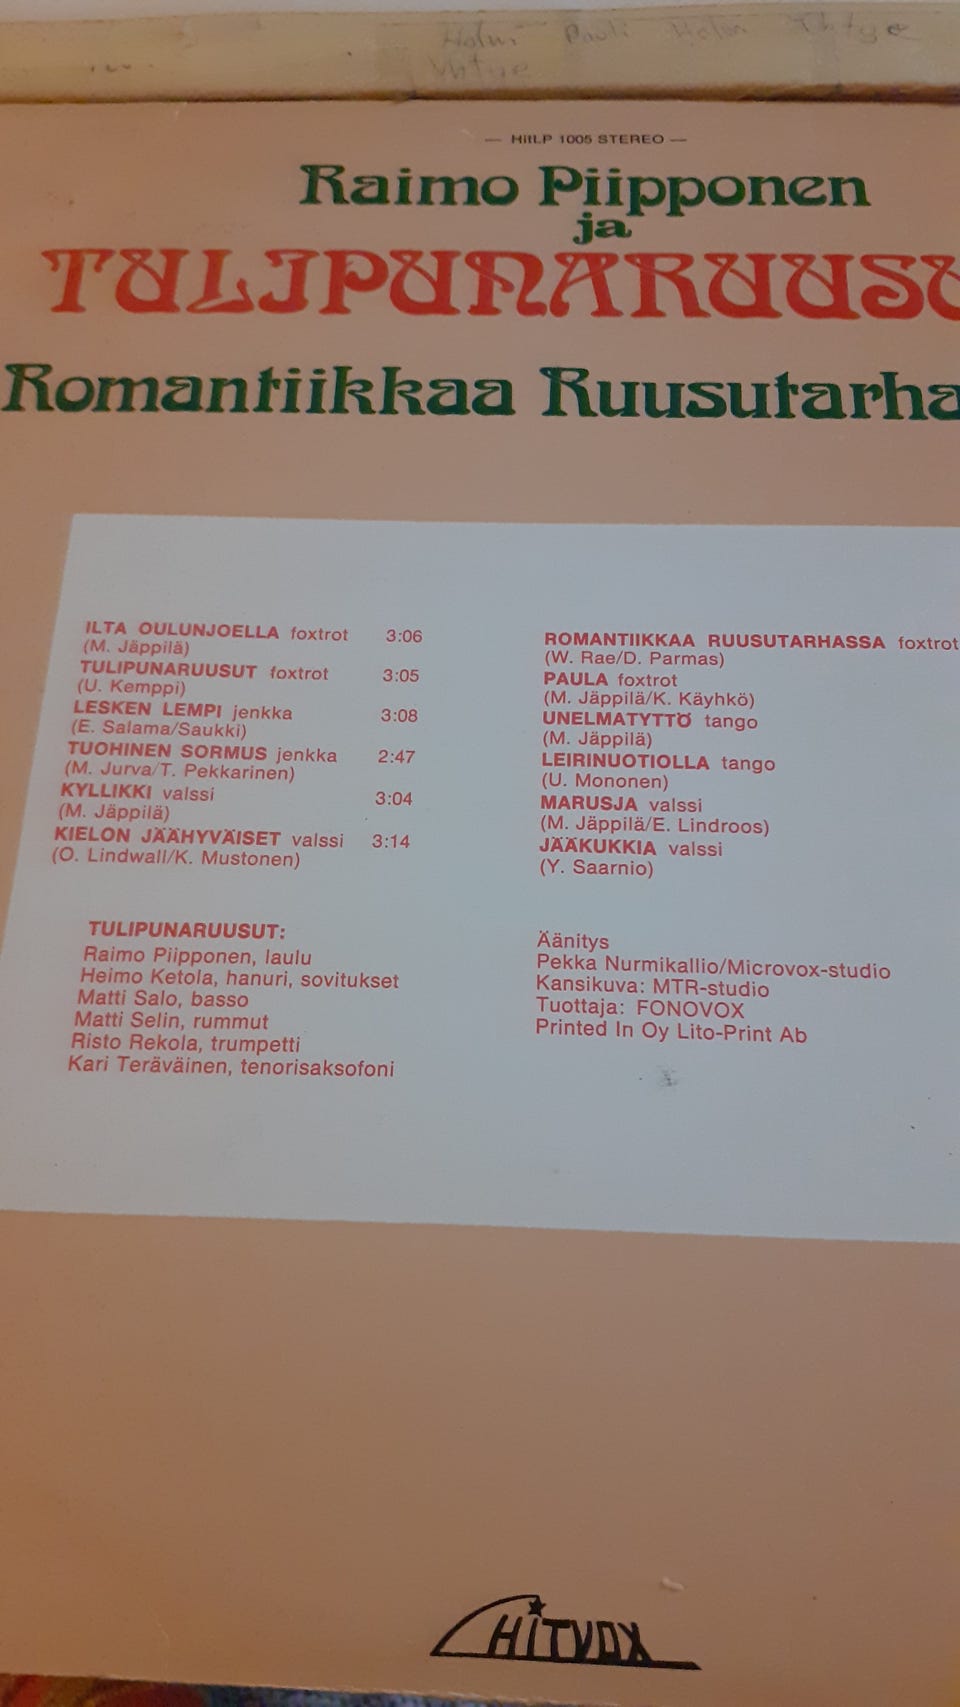 Pauli
— HitLP 1005 STEREO —
Raimo Piipponen
ja
TULIPUNARUUSU
Romantiikkaa Ruusutarha
ILTA OULUNJOELLA foxtrot 3:06
(M. Jäppilä)
TULIPUNARUUSUT foxtrot 3:05
(U. Kemppi)
LESKEN LEMPI jenkka 3:08
(E. Salama/Saukki)
TUOHINEN SORMUS jenkka 2:47
(M. Jurva/T. Pekkarinen)
KYLLIKKI valssi 3:04
(M. Jäppilä)
KIELON JÄÄHYVÄISET valssi 3:14
(O. Lindwall/K. Mustonen)
ROMANTIIKKAA RUUSUTARHASSA foxtrot
(W. Rae/D. Parmas)
PAULA foxtrot
(M. Jäppilä/K. Käyhkö)
UNELMATYTTÖ tango
(M. Jäppilä)
LEIRINUOTIOLLA tango
(U. Mononen)
MARUSJA valssi
(M. Jäppilä/E. Lindroos)
JÄÄKUKKIA valssi
(Y. Saarnio)
TULIPUNARUUSUT:
Raimo Piipponen, laulu
Heimo Ketola, hanuri, sovitukset
Matti Salo, basso
Matti Selin, rummut
Risto Rekola, trumpetti
Kari Teräväinen, tenorisaksofoni
Äänitys
Pekka Nurmikallio/Microvox-studio
Kansikuva: MTR-studio
Tuottaja: FONOVOX
Printed In Oy Lito-Print Ab
HITVOX